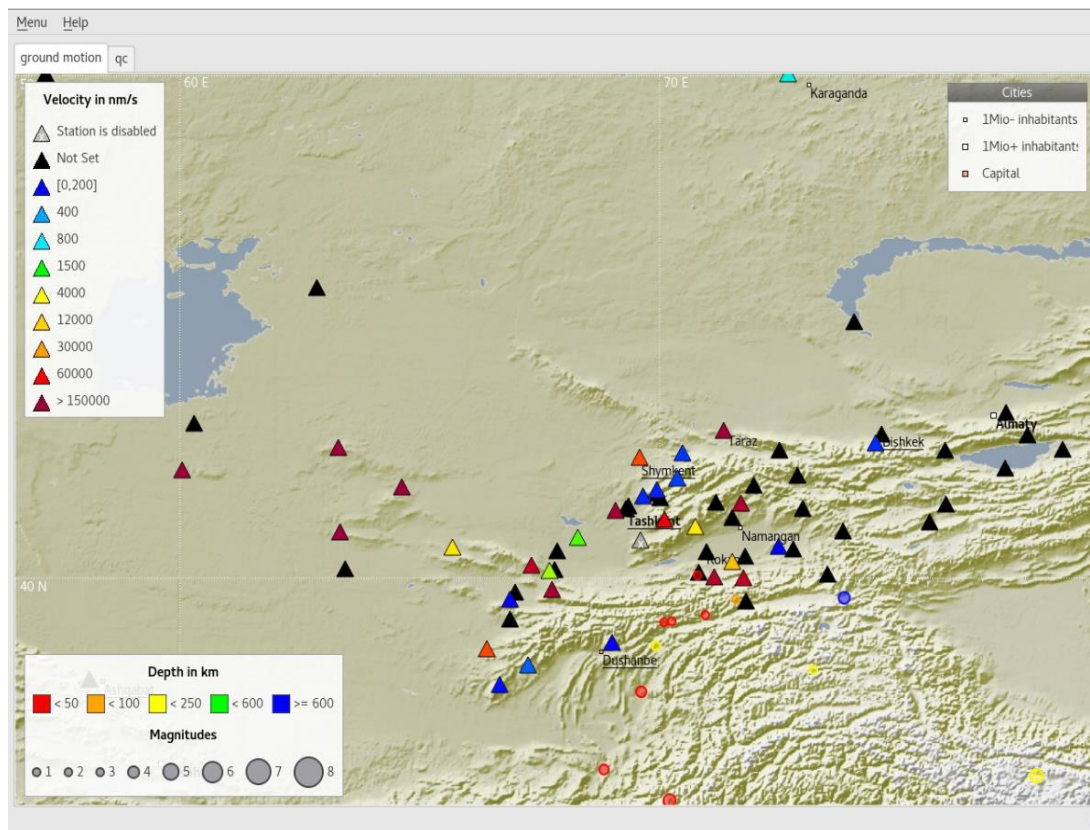 Menu Help
ground motion qc
60 E
70 E
Karaganda
Velocity in nm/s
Station is disabled
Not Set
[0,200]
400
800
1500
4000
12000
30000
60000
> 150000
Cities
1Mio- inhabitants
1Mio+ inhabitants
Capital
Almaty
Taraz
Bishkek
Shymkent
Tashkent
Namangan
40 N
Dushanbe
Depth in km
< 50 < 100 < 250 < 600 >= 600
Magnitudes
1 2 3 4 5 6 7 8